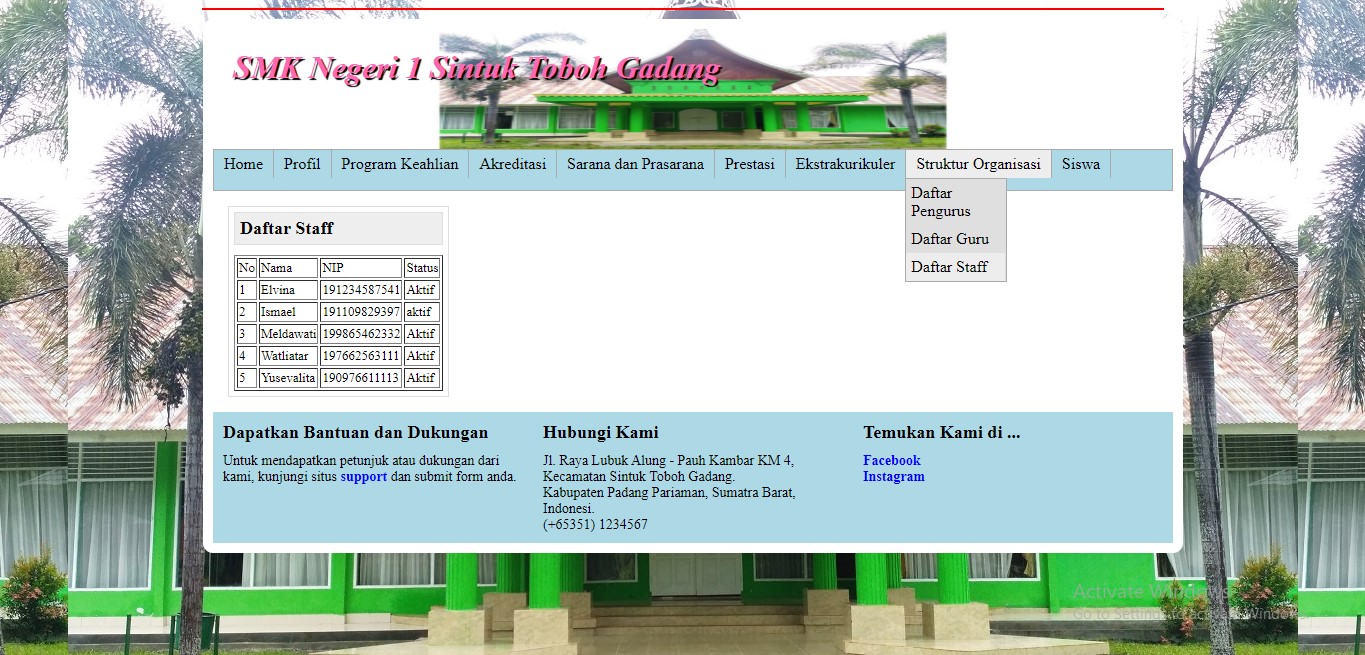 SMK Negeri 1 Sintuk Toboh Gadang
Home Profil Program Keahlian Akreditasi Sarana dan Prasarana Prestasi Ekstrakurikuler Struktur Organisasi Siswa
Daftar
Pengurus
Daftar Guru
Daftar Staff
Daftar Staff
No Nama NIP Status
1 Elvina 191234587541 Aktif
2 Ismael 191109829397 aktif
3 Meldawati 199865462332 Aktif
4 Watliatar 197662563111 Aktif
5 Yusevalita 190976611113 Aktif
Dapatkan Bantuan dan Dukungan
Untuk mendapatkan petunjuk atau dukungan dari
kami, kunjungi situs support dan submit form anda.
Hubungi Kami
Jl. Raya Lubuk Alung - Pauh Kambar KM 4,
Kecamatan Sintuk Toboh Gadang.
Kabupaten Padang Pariaman, Sumatra Barat,
Indonesi.
(+65351) 1234567
Temukan Kami di ...
Facebook
Instagram
Activate Windows
Go to Settings to activate Windows.